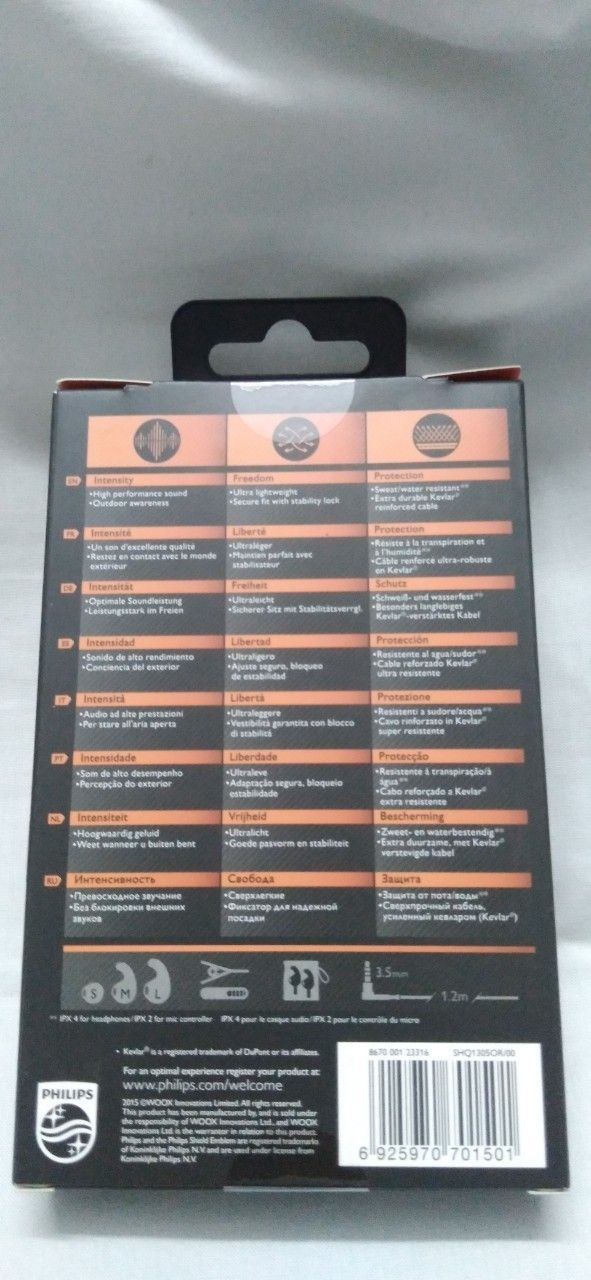 EN Intensity Freedom Protection
•High performance sound
•Outdoor awareness
•Ultra lightweight
•Secure fit with stability lock
•Sweat/water resistant**
•Extra durable Kevlar®
reinforced cable
FR Intensité Liberté Protection
•Un son d'excellente qualité
•Restez en contact avec le monde
extérieur
•Ultraléger
•Maintien parfait avec
stabilisateur
•Résiste à la transpiration et
à l'humidité**
•Câble renforcé ultra-robuste
en Kevlar®
DE Intensität Freiheit Schutz
•Optimale Soundleistung
•Leistungsstark im Freien
•Ultraleicht
•Sicherer Sitz mit Stabilitätsverrgl.
•Schweiß- und wasserfest**
•Besonders langlebiges
Kevlar®-verstärktes Kabel
ES Intensidad Libertad Protección
•Sonido de alto rendimiento
•Conciencia del exterior
•Ultraligero
•Ajuste seguro, bloqueo
de estabilidad
•Resistente al agua/sudor**
•Cable reforzado Kevlar®
ultra resistente
IT Intensità Libertà Protezione
•Audio ad alte prestazioni
•Per stare all'aria aperta
•Ultraleggere
•Vestibilità garantita con blocco
di stabilità
•Resistenti a sudore/acqua**
•Cavo rinforzato in Kevlar®
super resistente
PT Intensidade Liberdade Protecção
•Som de alto desempenho
•Percepção do exterior
•Ultraleve
•Adaptação segura, bloqueio
estabilidade
•Resistente à transpiração/à
água**
•Cabo reforçado a Kevlar®
extra resistente
NL Intensiteit Vrijheid Bescherming
•Hoogwaardig geluid
•Weet wanneer u buiten bent
•Ultralicht
•Goede pasvorm en stabiliteit
•Zweet- en waterbestendig**
•Extra duurzame, met Kevlar®
verstevigde kabel
RU Интенсивность Свобода Защита
•Превосходное звучание
•Без блокировки внешних
звуков
•Сверхлегкие
•Фиксатор для надежной
посадки
•Защита от пота/воды**
•Сверхпрочный кабель,
усиленный кевларом (Kevlar®)
S M L 3.5mm
1.2m
** IPX 4 for headphones/IPX 2 for mic controller IPX 4 pour le casque audio/IPX 2 pour le contrôle du micro
• Kevlar® is a registered trademark of DuPont or its affiliates.
For an optimal experience register your product at:
www.philips.com/welcome
2015 ©WOOX Innovations Limited. All rights reserved.
This product has been manufactured by, and is sold under
the responsibility of WOOX Innovations Ltd., and WOOX
Innovations Ltd. is the warrantor in relation to this product.
Philips and the Philips Shield Emblem are registered trademarks
of Koninklijke Philips N.V. and are used under license from
Koninklijke Philips N.V.
PHILIPS
8670 001 23316 SHQ1305OR/00
6 925970 701501